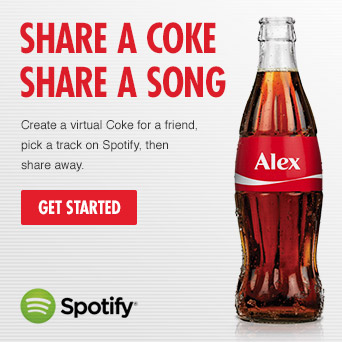 SHARE A COKE
SHARE A SONG
Create a virtual Coke for a friend,
pick a track on Spotify, then
share away.
Alex
GET STARTED
Spotify®